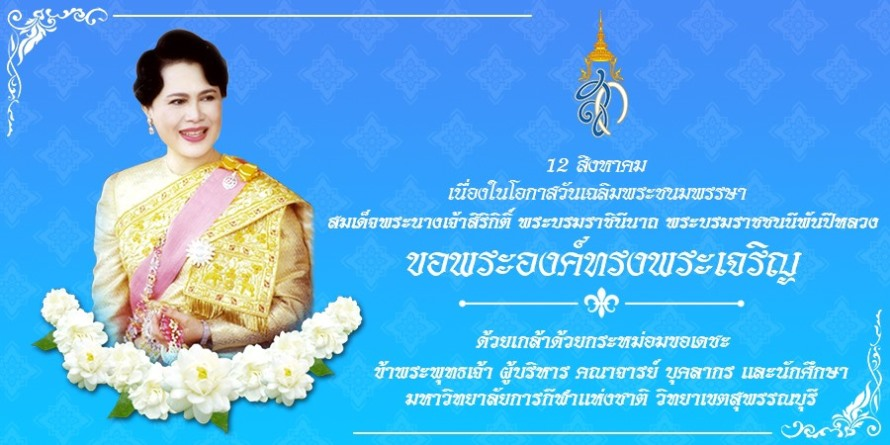 12 สิงหาคม
เนื่องในโอกาสวันเฉลิมพระชนมพรรษา
สมเด็จพระนางเจ้าสิริกิติ์ พระบรมราชินีนาถ พระบรมราชชนนีพันปีหลวง
ขอพระองค์ทรงพระเจริญ
ด้วยเกล้าด้วยกระหม่อมขอเดชะ
ข้าพระพุทธเจ้า ผู้บริหาร คณาจารย์ บุคลากร และนักศึกษา
มหาวิทยาลัยการกีฬาแห่งชาติ วิทยาเขตสุพรรณบุรี